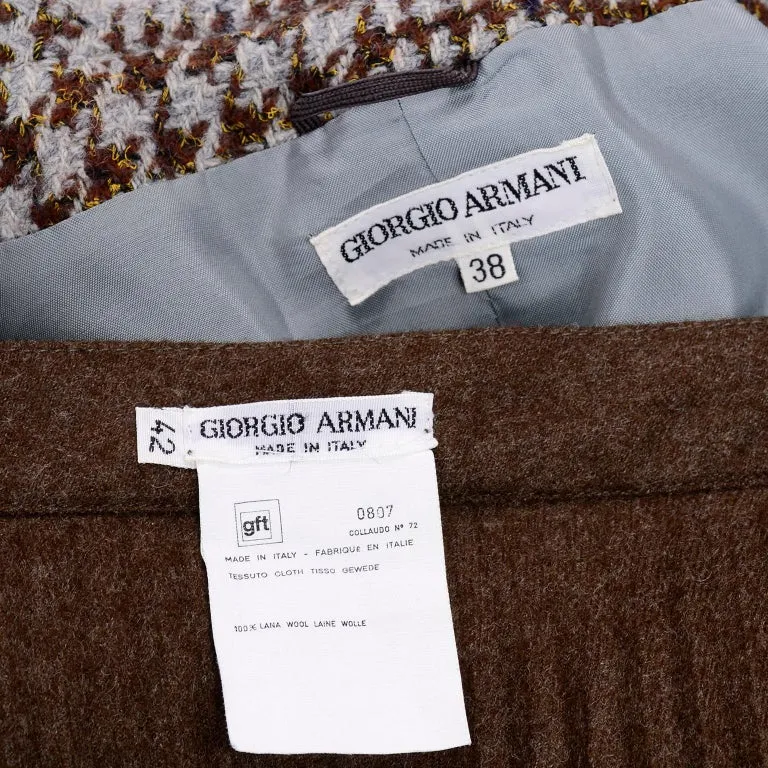 GIORGIO ARMANI
MADE IN ITALY
38
42
GIORGIO ARMANI
MADE IN ITALY
gft
0807
COLLAUDO N° 72
MADE IN ITALY - FABRIQUE EN ITALIE
TESSUTO CLOTH TISSO GEWEDE
100% LANA WOOL LAINE WOLLE